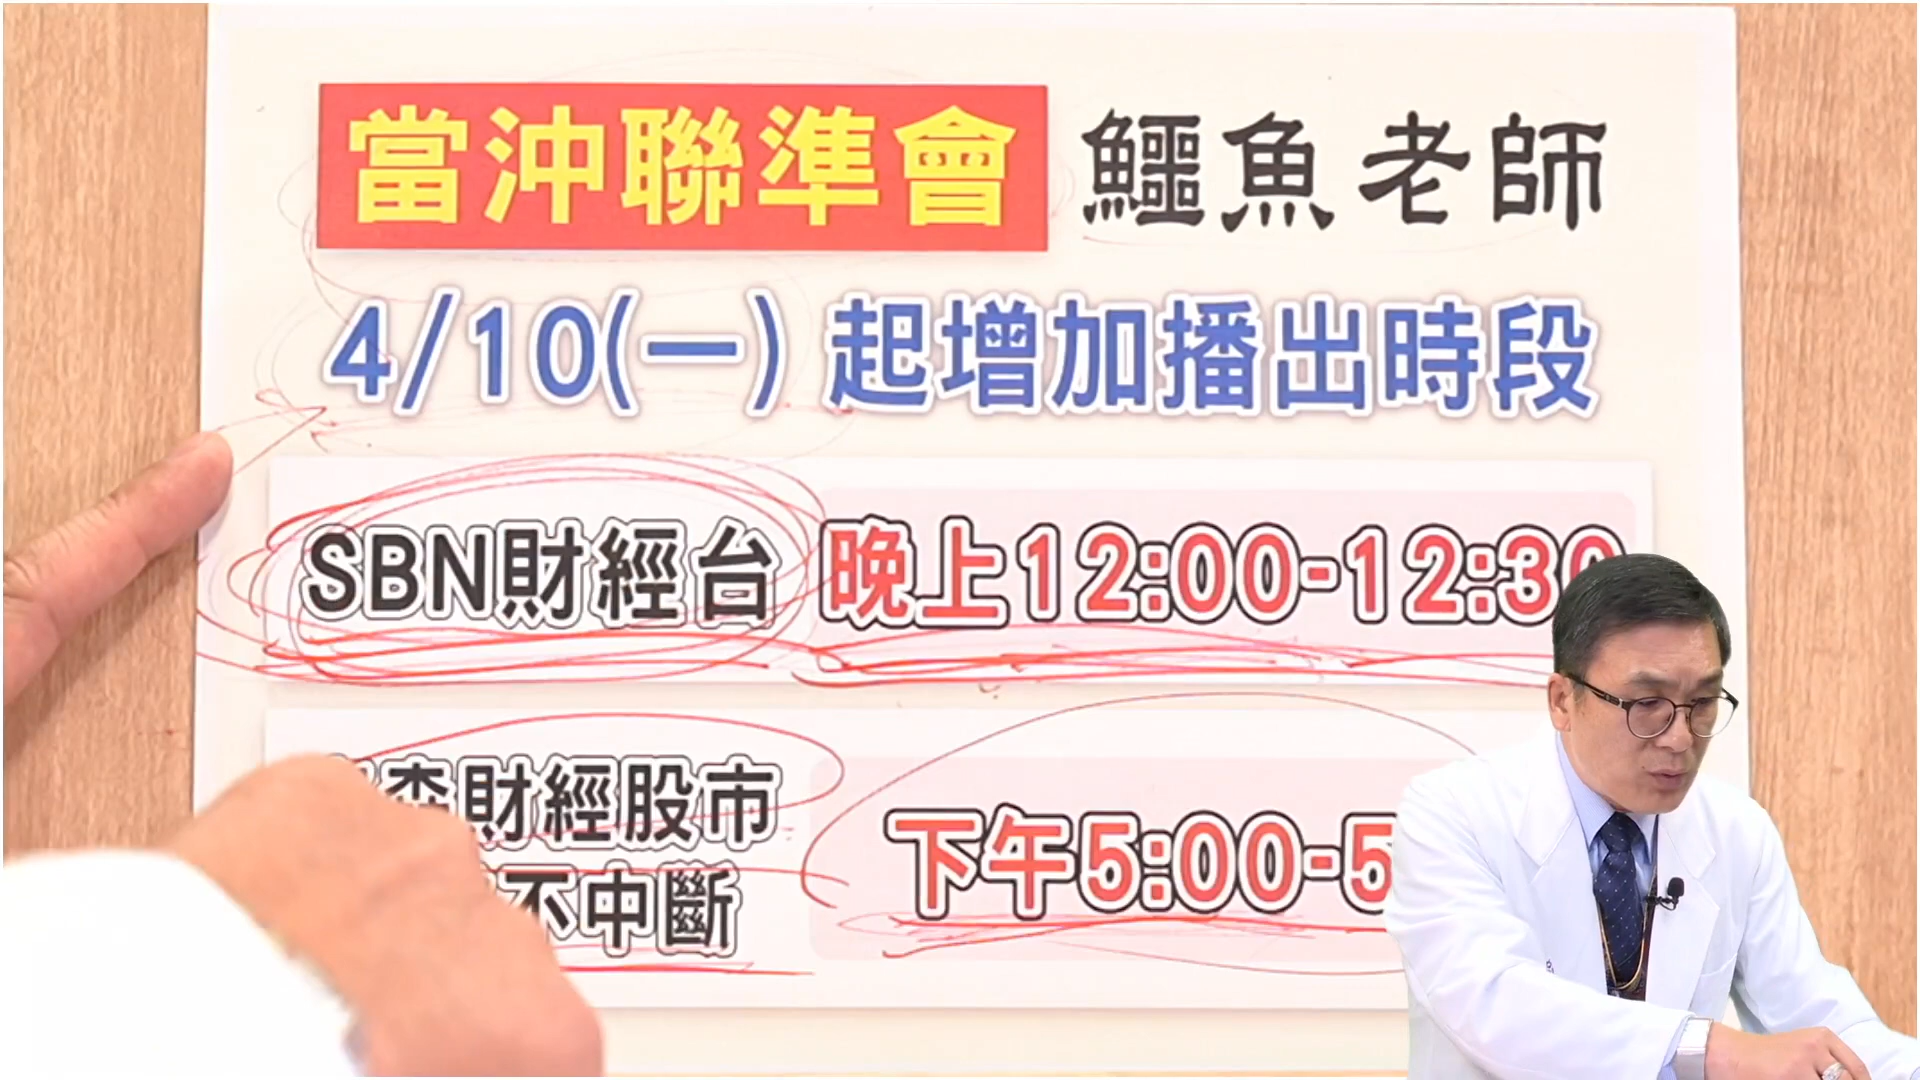 當沖聯準會 鱷魚老師
4/10(一) 起增加播出時段
SBN財經台 晚上12:00-12:30
森財經股市
不中斷
下午5:00-5